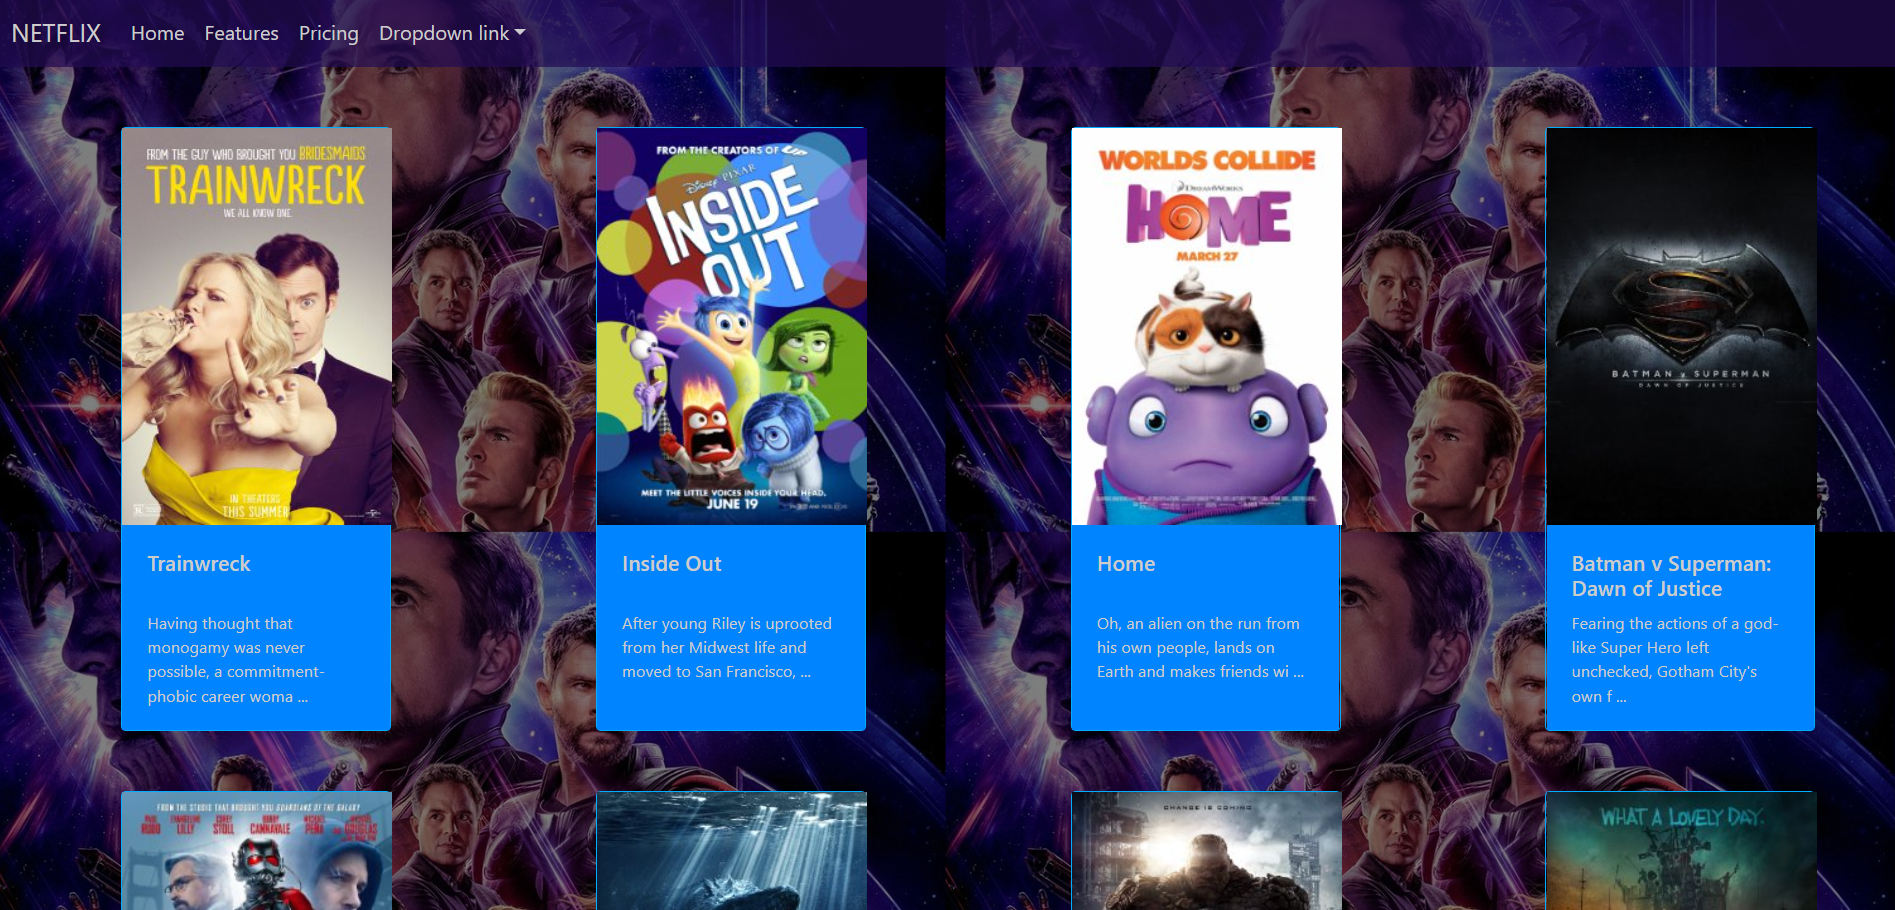 NETFLIX Home Features Pricing Dropdown link
FROM THE GUY WHO BROUGHT YOU BRIDESMAIDS
TRAINWRECK
WE ALL KNOW ONE.
IN THEATERS
THIS SUMMER
Trainwreck
Having thought that
monogamy was never
possible, a commitment-
phobic career woma ...
FROM THE CREATORS OF UP
DISNEY PIXAR
INSIDE
OUT
MEET THE LITTLE VOICES INSIDE YOUR HEAD.
JUNE 19
Inside Out
After young Riley is uprooted
from her Midwest life and
moved to San Francisco, ...
WORLDS COLLIDE
DREAMWORKS
HOME
MARCH 27
Home
Oh, an alien on the run from
his own people, lands on
Earth and makes friends wi ...
BATMAN v SUPERMAN
DAWN OF JUSTICE
Batman v Superman:
Dawn of Justice
Fearing the actions of a god-
like Super Hero left
unchecked, Gotham City's
own f ...
FROM THE STUDIO THAT BROUGHT YOU GUARDIANS OF THE GALAXY
PAUL EVANGELINE COREY BOBBY MICHAEL MICHAEL
RUDD LILLY STOLL CANNAVALE PEÑA DOUGLAS
CHANGE IS COMING
WHAT A LOVELY DAY.